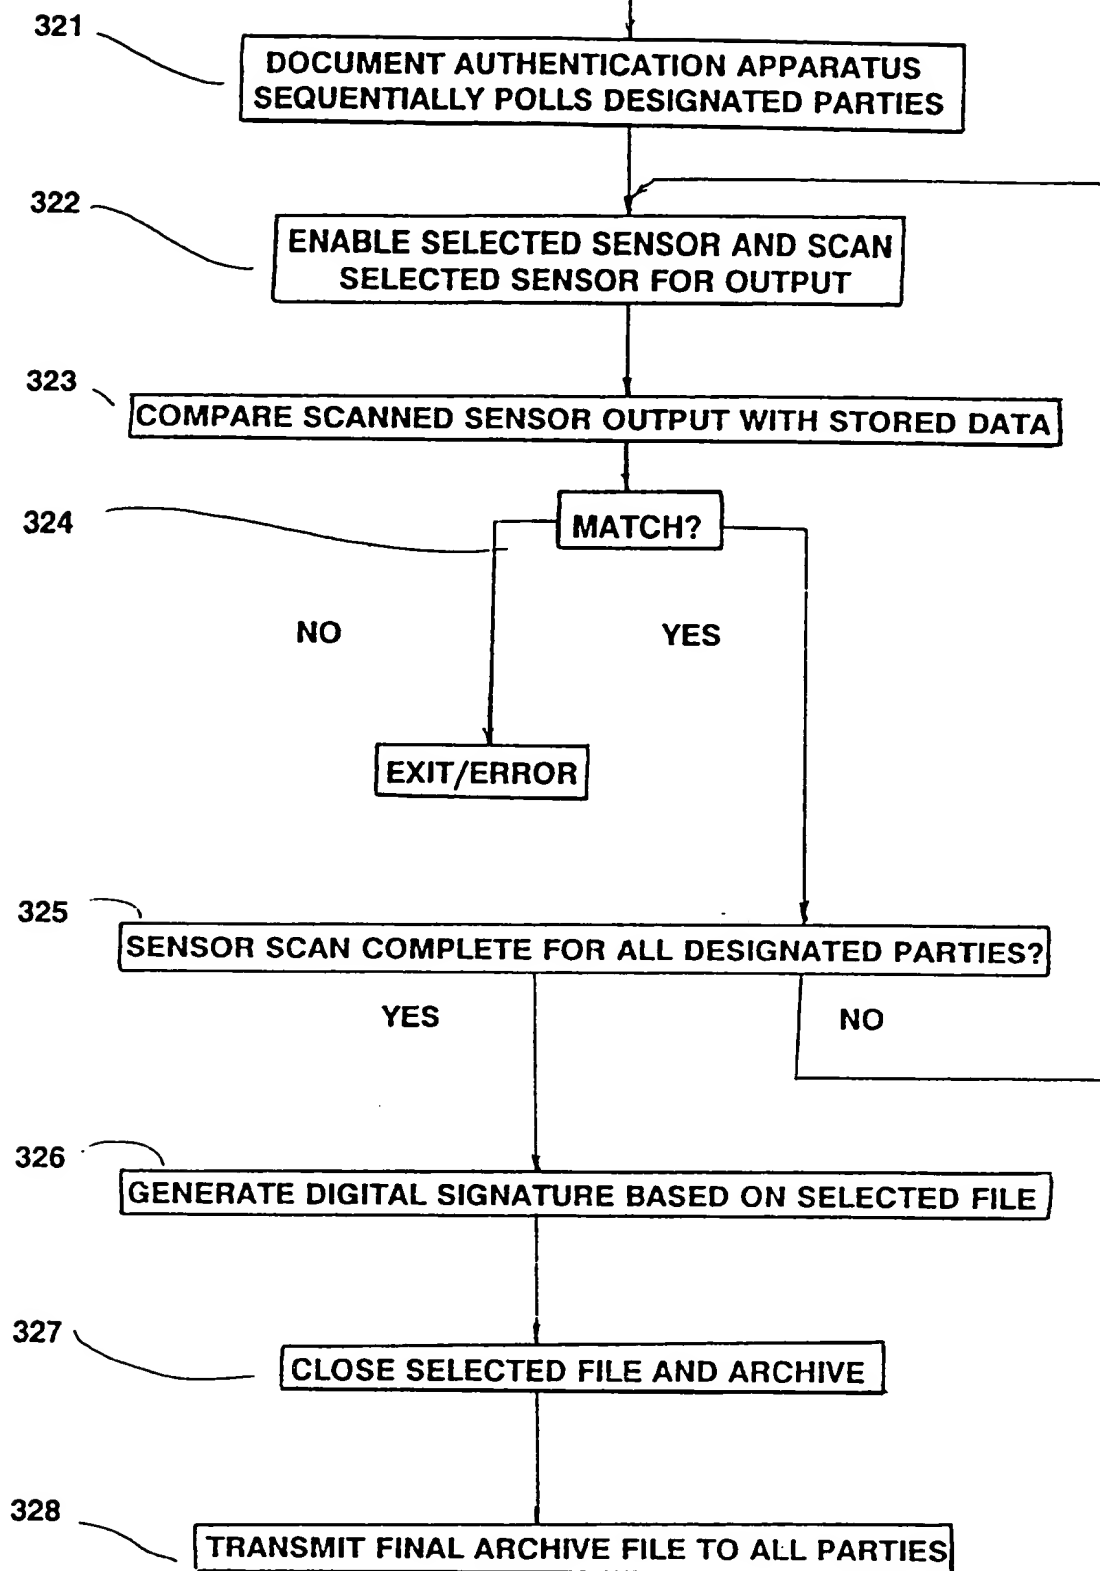 321
DOCUMENT AUTHENTICATION APPARATUS
SEQUENTIALLY POLLS DESIGNATED PARTIES
322
ENABLE SELECTED SENSOR AND SCAN
SELECTED SENSOR FOR OUTPUT
323
COMPARE SCANNED SENSOR OUTPUT WITH STORED DATA
324
MATCH?
NO
YES
EXIT/ERROR
325
SENSOR SCAN COMPLETE FOR ALL DESIGNATED PARTIES?
YES
NO
326
GENERATE DIGITAL SIGNATURE BASED ON SELECTED FILE
327
CLOSE SELECTED FILE AND ARCHIVE
328
TRANSMIT FINAL ARCHIVE FILE TO ALL PARTIES